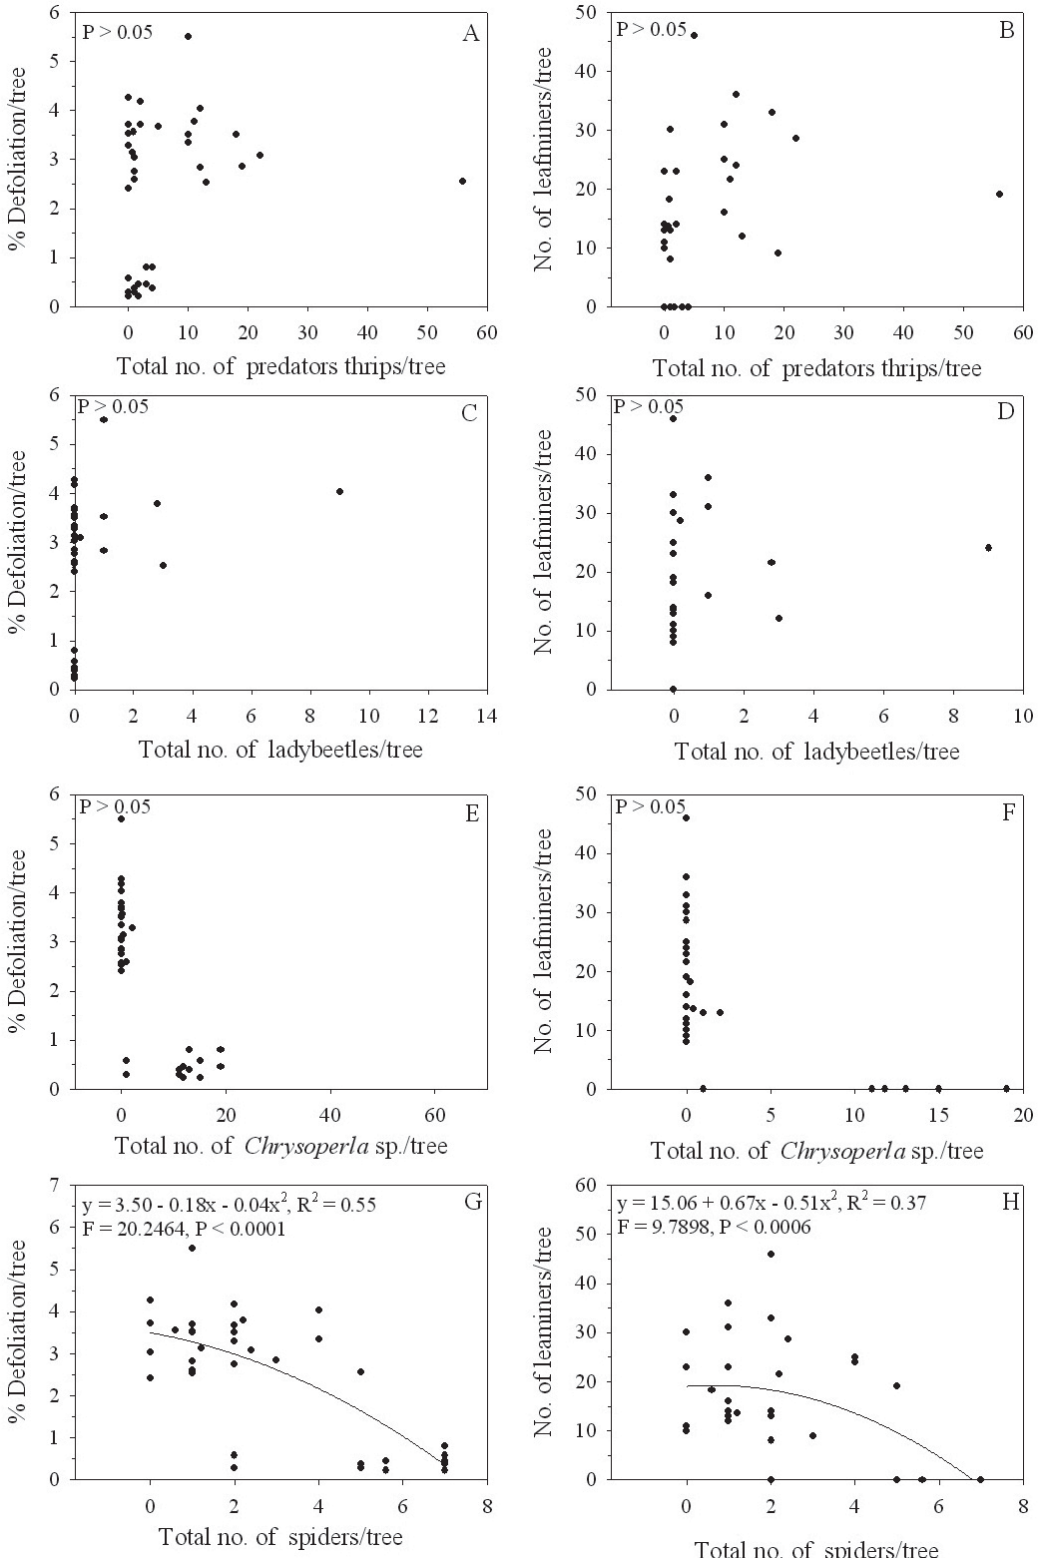 P > 0.05
A
% Defoliation/tree
6
5
4
3
2
1
0
0 10 20 30 40 50 60
Total no. of predators thrips/tree
P > 0.05
B
No. of leafminers/tree
50
40
30
20
10
0
0 10 20 30 40 50 60
Total no. of predators thrips/tree
P > 0.05
C
% Defoliation/tree
6
5
4
3
2
1
0
0 2 4 6 8 10 12 14
Total no. of ladybeetles/tree
P > 0.05
D
No. of leafminers/tree
50
40
30
20
10
0
0 2 4 6 8 10
Total no. of ladybeetles/tree
P > 0.05
E
% Defoliation/tree
6
5
4
3
2
1
0
0 20 40 60
Total no. of Chrysoperla sp./tree
P > 0.05
F
No. of leafminers/tree
50
40
30
20
10
0
0 5 10 15 20
Total no. of Chrysoperla sp./tree
y = 3.50 - 0.18x - 0.04x², R² = 0.55
F = 20.2464, P < 0.0001
G
% Defoliation/tree
7
6
5
4
3
2
1
0
0 2 4 6 8
Total no. of spiders/tree
y = 15.06 + 0.67x - 0.51x², R² = 0.37
F = 9.7898, P < 0.0006
H
No. of leaminers/tree
60
50
40
30
20
10
0
0 2 4 6 8
Total no. of spiders/tree